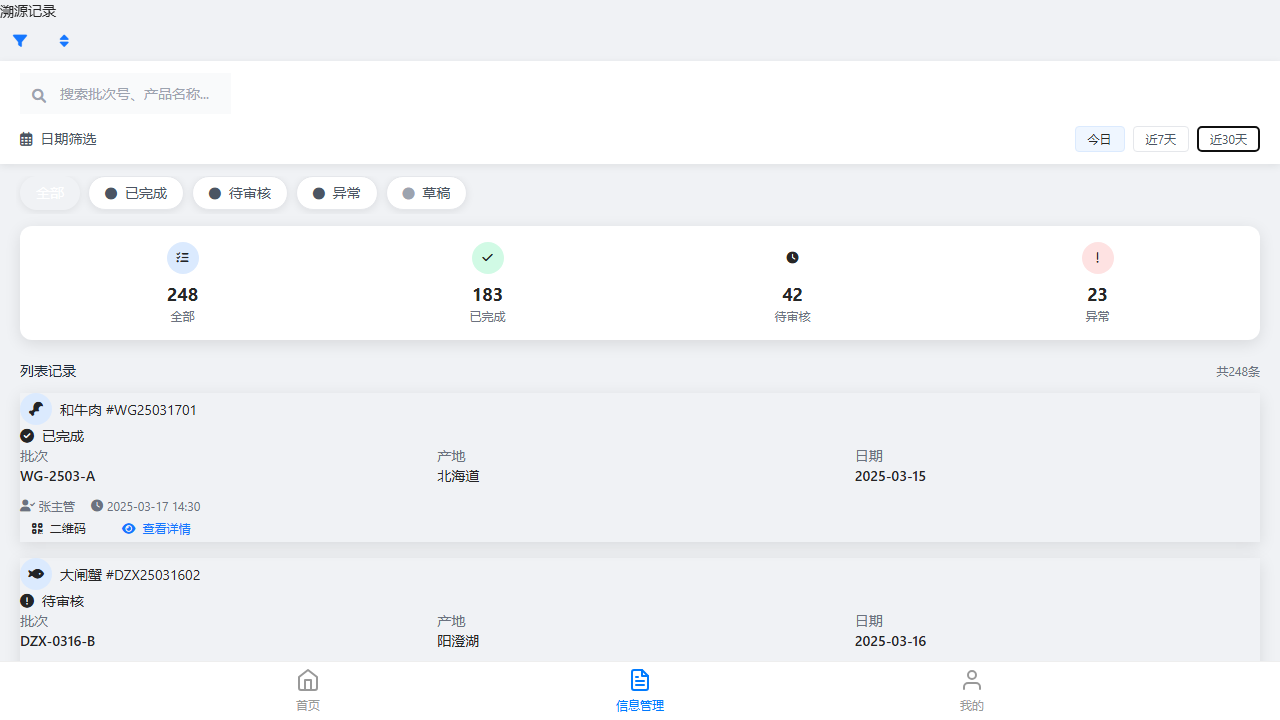 溯源记录
搜索批次号、产品名称...
日期筛选
今日 近7天 近30天
全部 已完成 待审核 异常 草稿
248 183 42 23
全部 已完成 待审核 异常
列表记录 共248条
和牛肉 #WG25031701
已完成
批次 产地 日期
WG-2503-A 北海道 2025-03-15
张主管 2025-03-17 14:30
二维码 查看详情
大闸蟹 #DZX25031602
待审核
批次 产地 日期
DZX-0316-B 阳澄湖 2025-03-16
首页 信息管理 我的